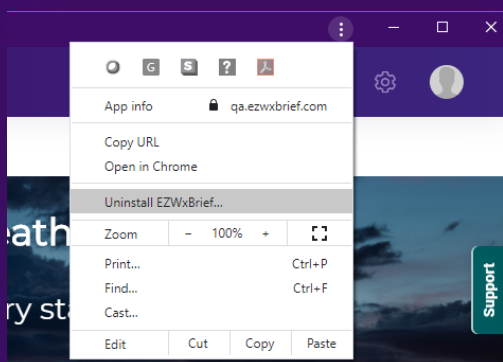 G S ?
App info qa.ezwxbrief.com
Copy URL
Open in Chrome
Uninstall EZWxBrief...
eath
Zoom - 100% +
Print... Ctrl+P
Find... Ctrl+F
ry sta
Cast...
Support
Edit Cut Copy Paste